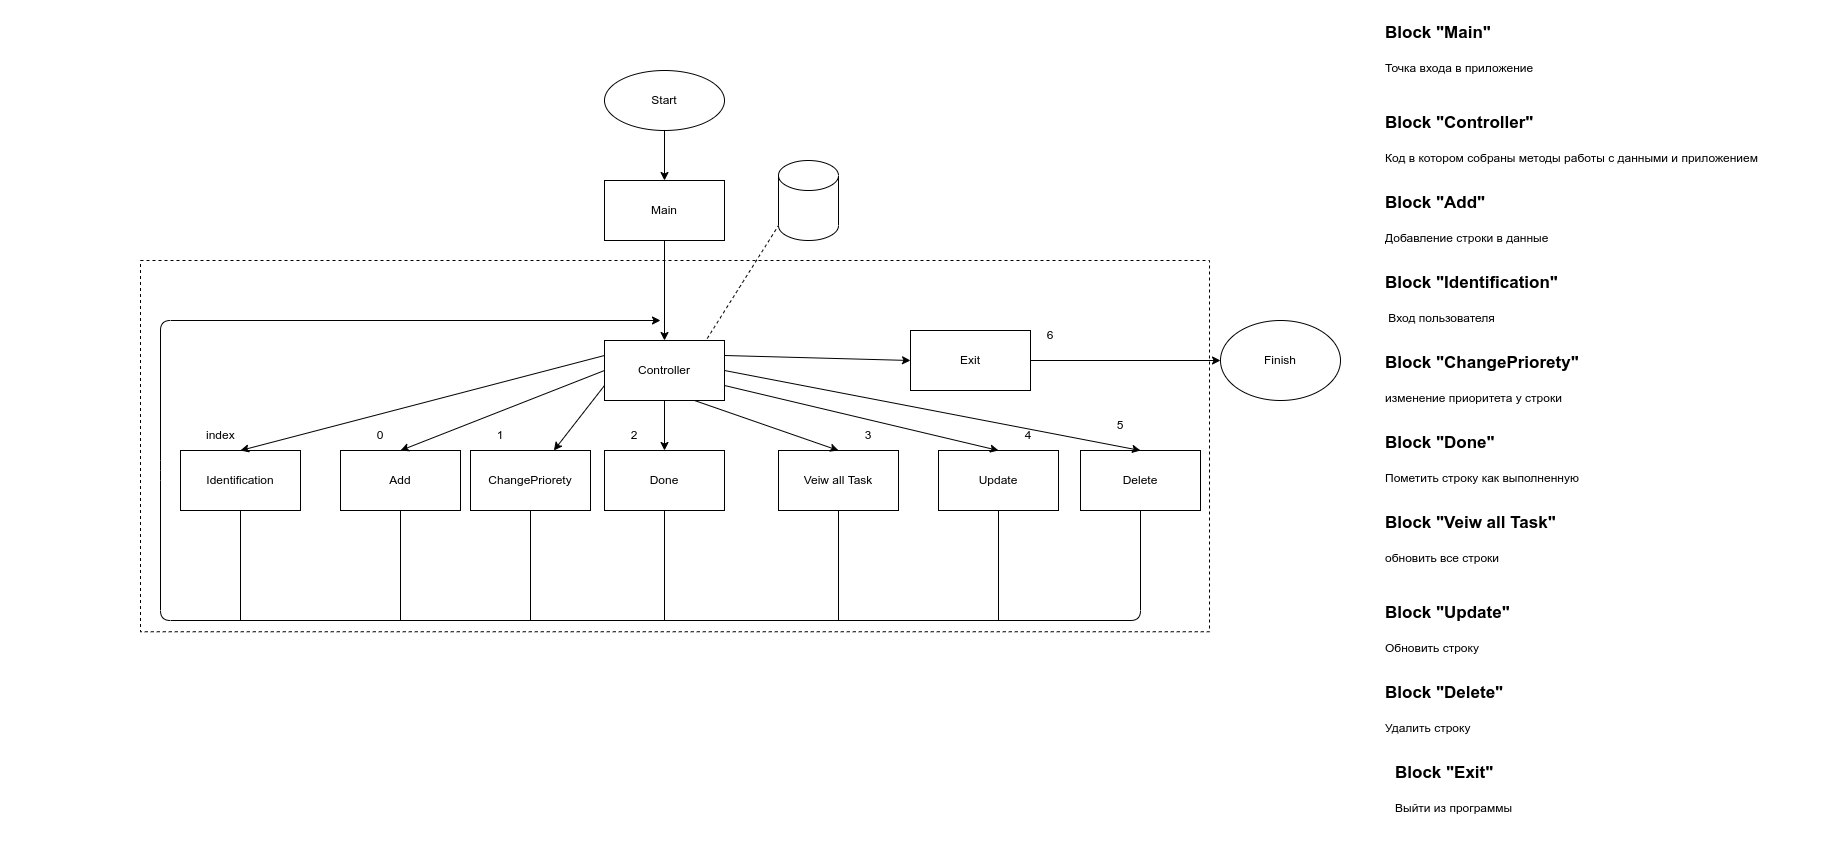 Start
Main
Controller
Exit
6
Finish
index
0
1
2
3
4
5
Identification
Add
ChangePriorety
Done
Veiw all Task
Update
Delete
Block "Main"
Точка входа в приложение
Block "Controller"
Код в котором собраны методы работы с данными и приложением
Block "Add"
Добавление строки в данные
Block "Identification"
Вход пользователя
Block "ChangePriorety"
изменение приоритета у строки
Block "Done"
Пометить строку как выполненную
Block "Veiw all Task"
обновить все строки
Block "Update"
Обновить строку
Block "Delete"
Удалить строку
Block "Exit"
Выйти из программы